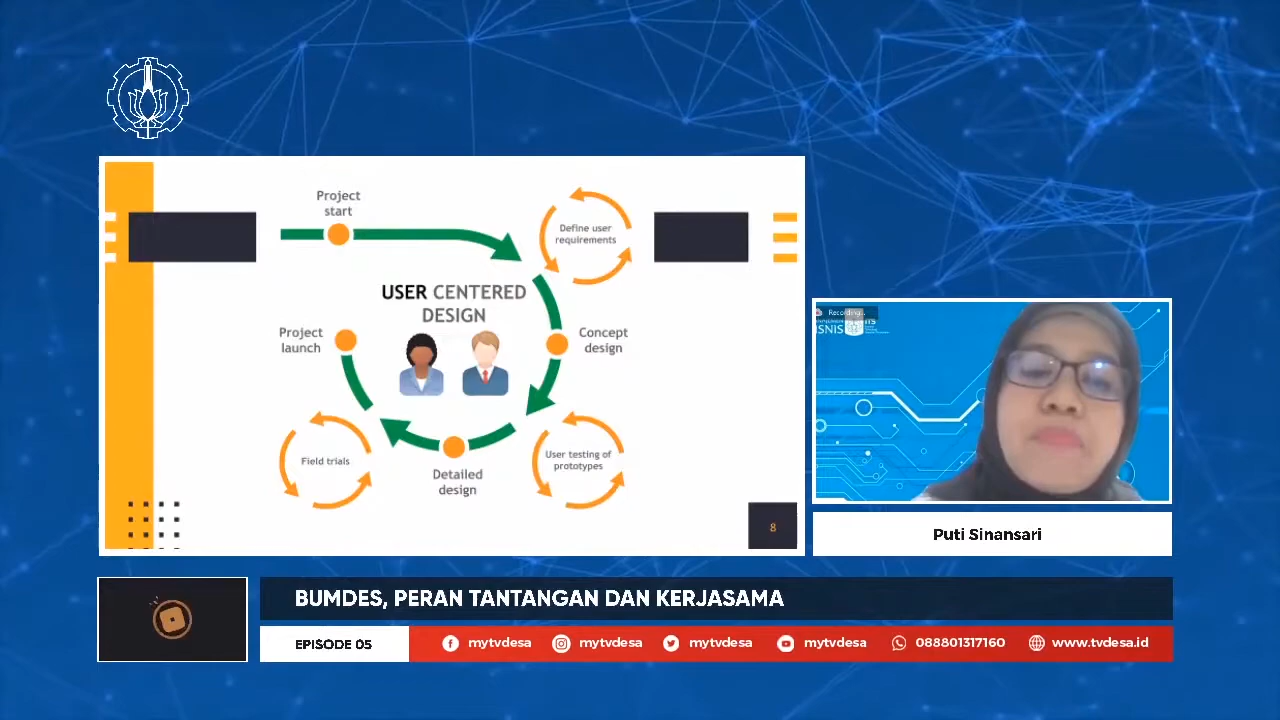 Project
start
Define user
requirements
USER CENTERED
DESIGN
Project
launch
Concept
design
Field trials
User testing of
prototypes
Detailed
design
8
Recording...
Puti Sinansari
BUMDES, PERAN TANTANGAN DAN KERJASAMA
EPISODE 05
mytvdesa
mytvdesa
mytvdesa
mytvdesa
088801317160
www.tvdesa.id